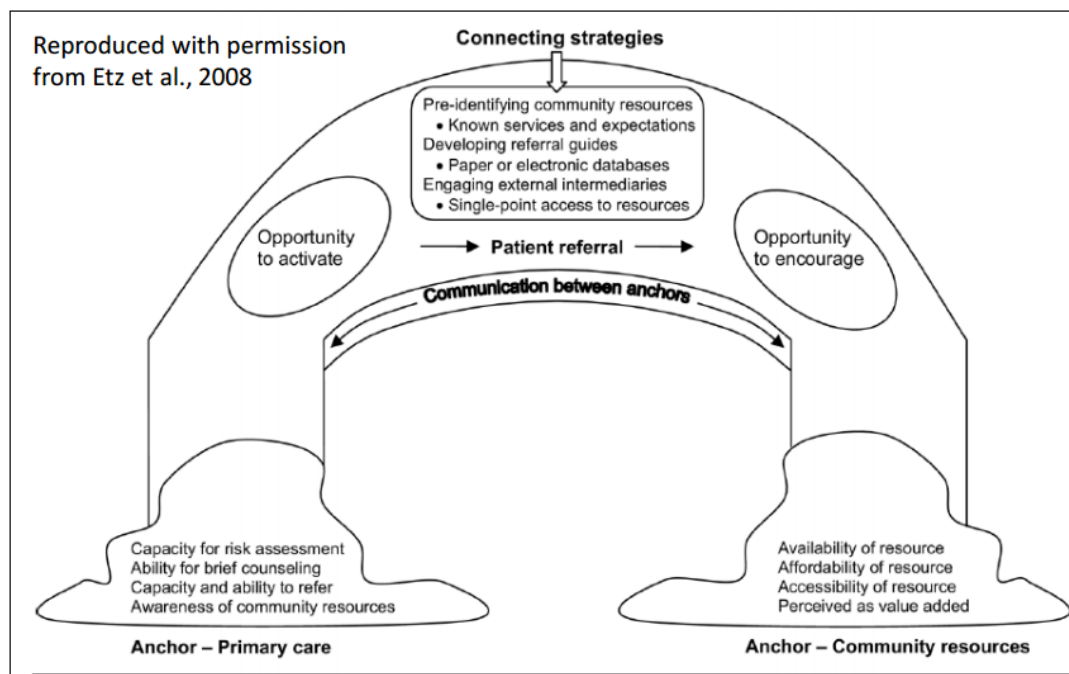 Reproduced with permission
from Etz et al., 2008
Connecting strategies
Pre-identifying community resources
• Known services and expectations
Developing referral guides
• Paper or electronic databases
Engaging external intermediaries
• Single-point access to resources
Opportunity
to activate
Patient referral
Opportunity
to encourage
Communication between anchors
Capacity for risk assessment
Ability for brief counseling
Capacity and ability to refer
Awareness of community resources
Anchor – Primary care
Availability of resource
Affordability of resource
Accessibility of resource
Perceived as value added
Anchor – Community resources